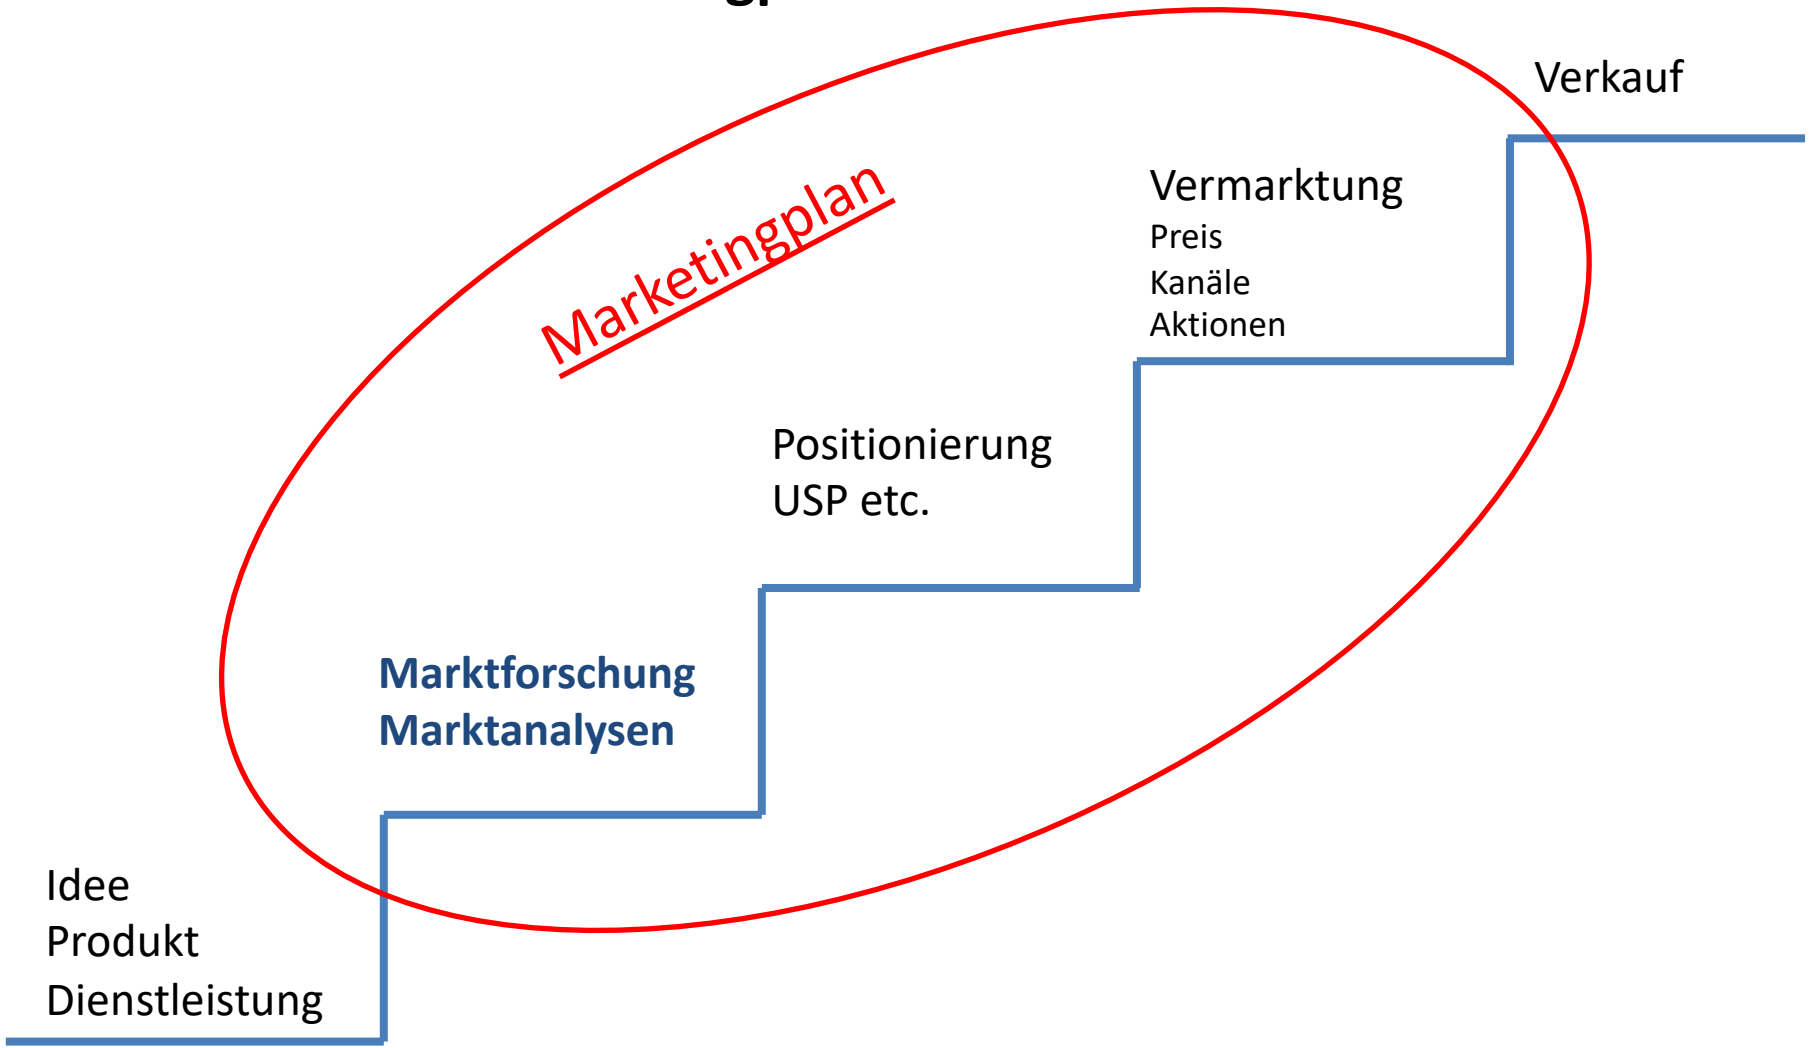 Verkauf
Vermarktung
Preis
Kanäle
Aktionen
Marketingplan
Positionierung
USP etc.
Marktforschung
Marktanalysen
Idee
Produkt
Dienstleistung